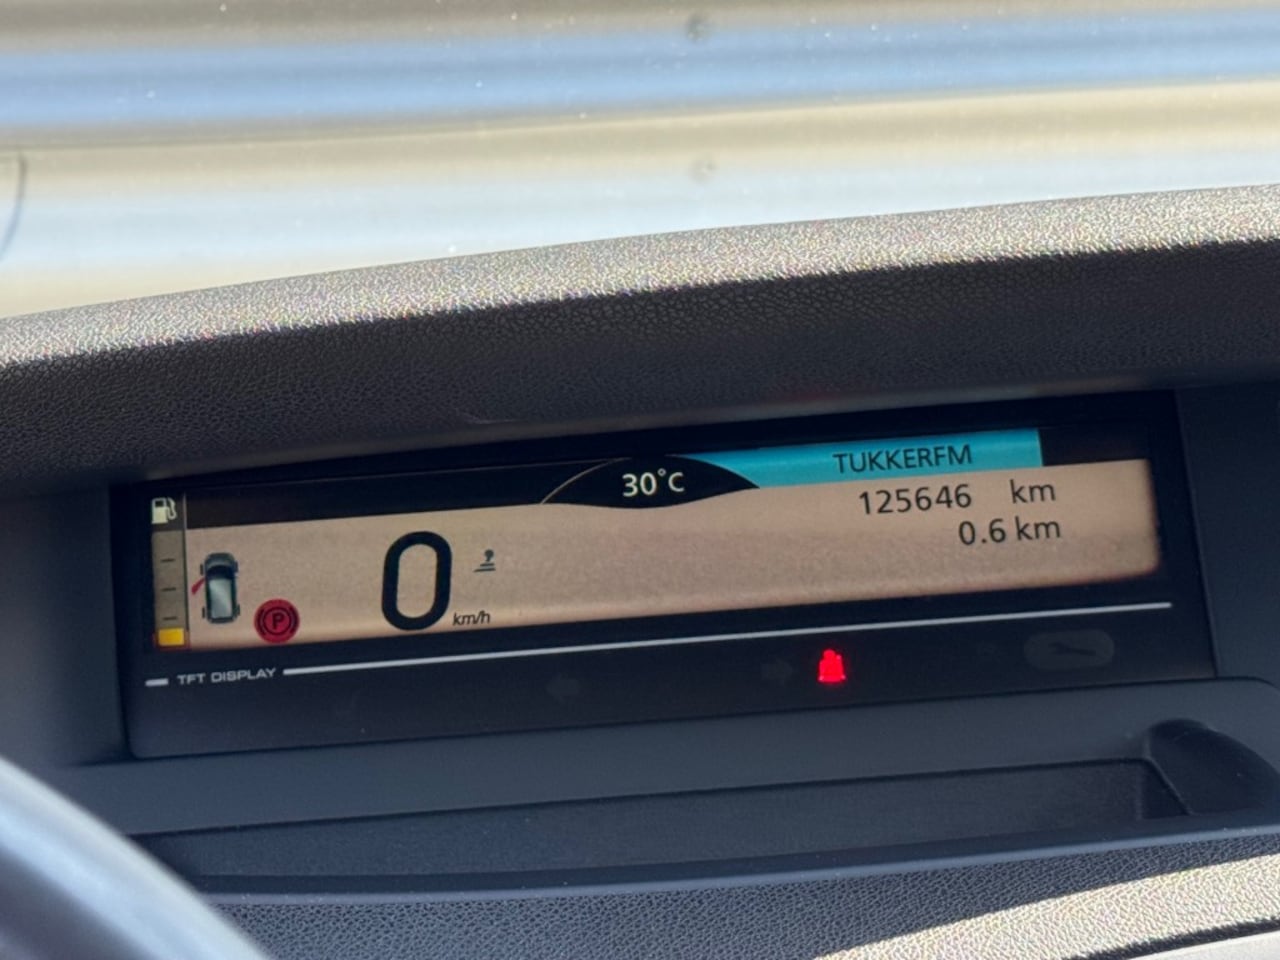 TUKKERFM
30°C
125646 km
0.6 km
0 km/h
P
TFT DISPLAY